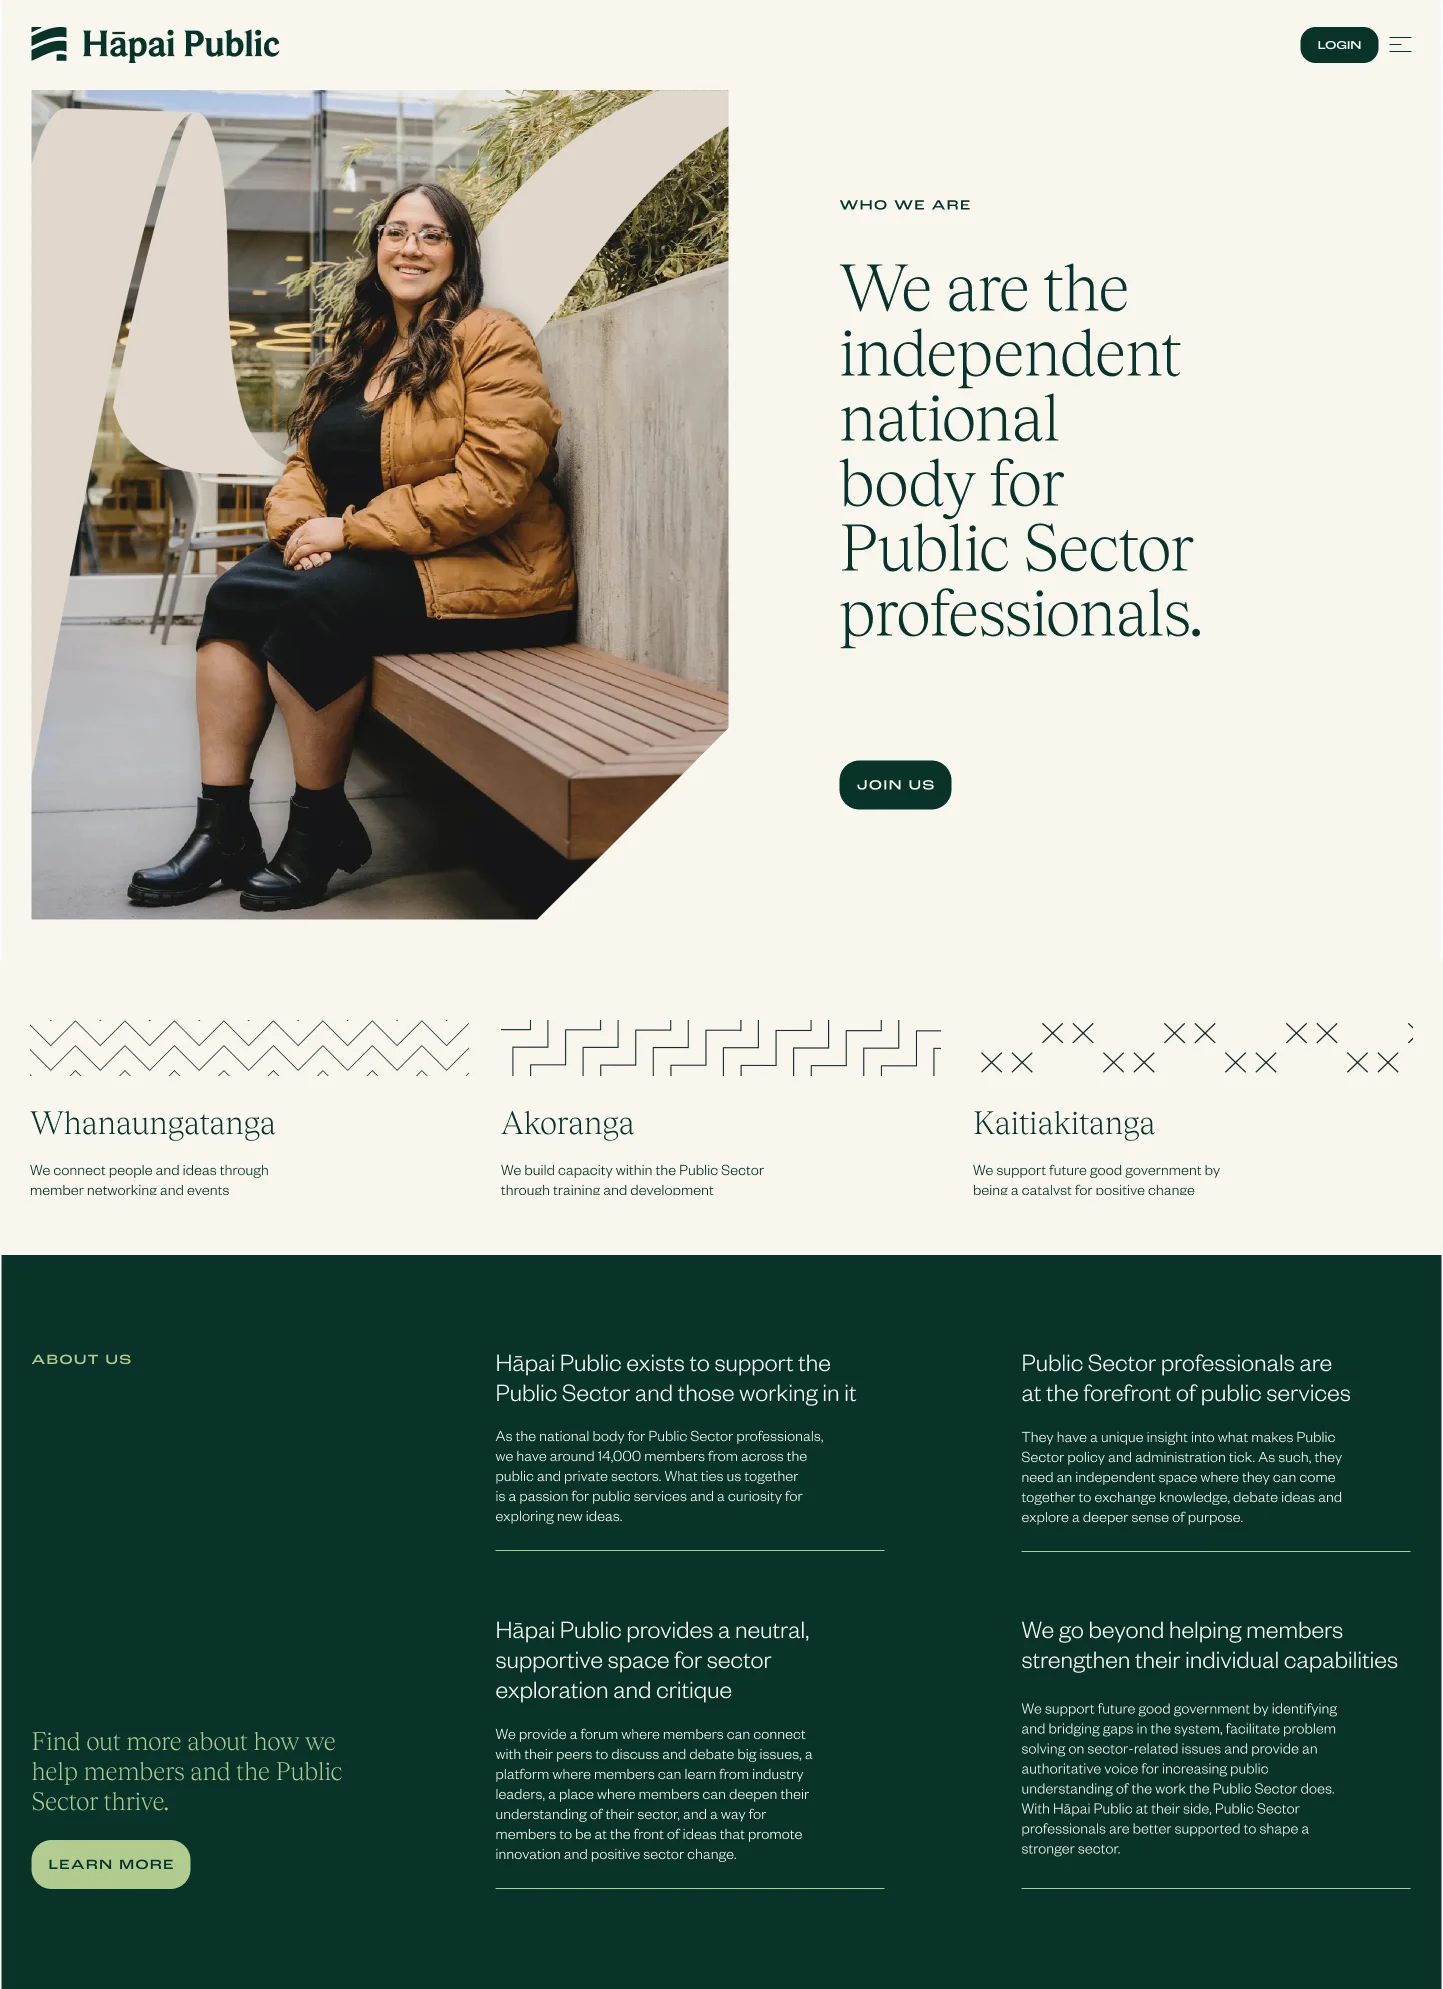 Hāpai Public
LOGIN
WHO WE ARE
We are the
independent
national
body for
Public Sector
professionals.
JOIN US
Whanaungatanga
We connect people and ideas through
member networking and events
Akoranga
We build capacity within the Public Sector
through training and development
Kaitiakitanga
We support future good government by
being a catalyst for positive change
ABOUT US
Hāpai Public exists to support the
Public Sector and those working in it
As the national body for Public Sector professionals,
we have around 14,000 members from across the
public and private sectors. What ties us together
is a passion for public services and a curiosity for
exploring new ideas.
Public Sector professionals are
at the forefront of public services
They have a unique insight into what makes Public
Sector policy and administration tick. As such, they
need an independent space where they can come
together to exchange knowledge, debate ideas and
explore a deeper sense of purpose.
Hāpai Public provides a neutral,
supportive space for sector
exploration and critique
We provide a forum where members can connect
with their peers to discuss and debate big issues, a
platform where members can learn from industry
leaders, a place where members can deepen their
understanding of their sector, and a way for
members to be at the front of ideas that promote
innovation and positive sector change.
We go beyond helping members
strengthen their individual capabilities
We support future good government by identifying
and bridging gaps in the system, facilitate problem
solving on sector-related issues and provide an
authoritative voice for increasing public
understanding of the work the Public Sector does.
With Hāpai Public at their side, Public Sector
professionals are better supported to shape a
stronger sector.
Find out more about how we
help members and the Public
Sector thrive.
LEARN MORE